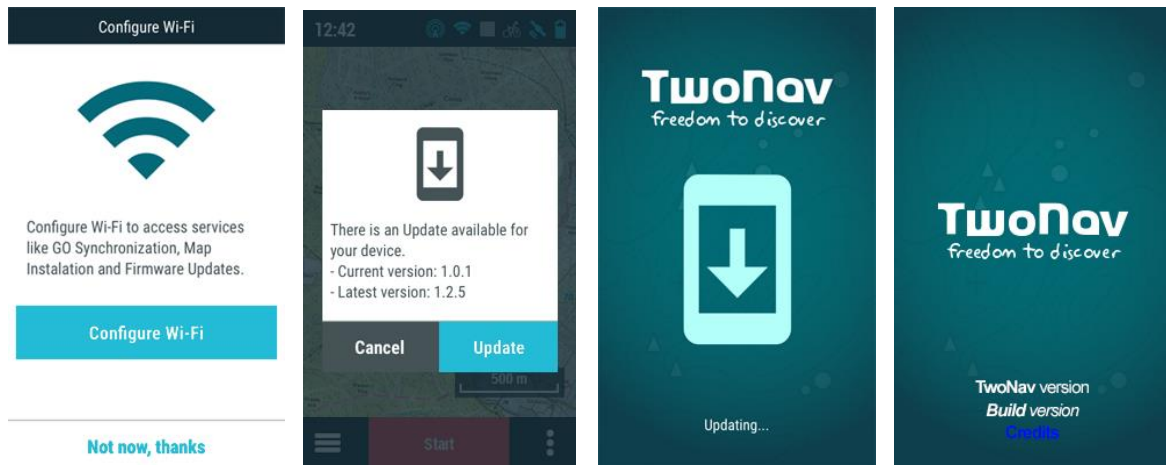 Configure Wi-Fi
Configure Wi-Fi to access services
like GO Synchronization, Map
Instalation and Firmware Updates.
Configure Wi-Fi
Not now, thanks
12:42
There is an Update available for
your device.
- Current version: 1.0.1
- Latest version: 1.2.5
Cancel
Update
500 m
Start
TwoNav
freedom to discover
Updating...
TwoNav
freedom to discover
TwoNav version
Build version
Credits